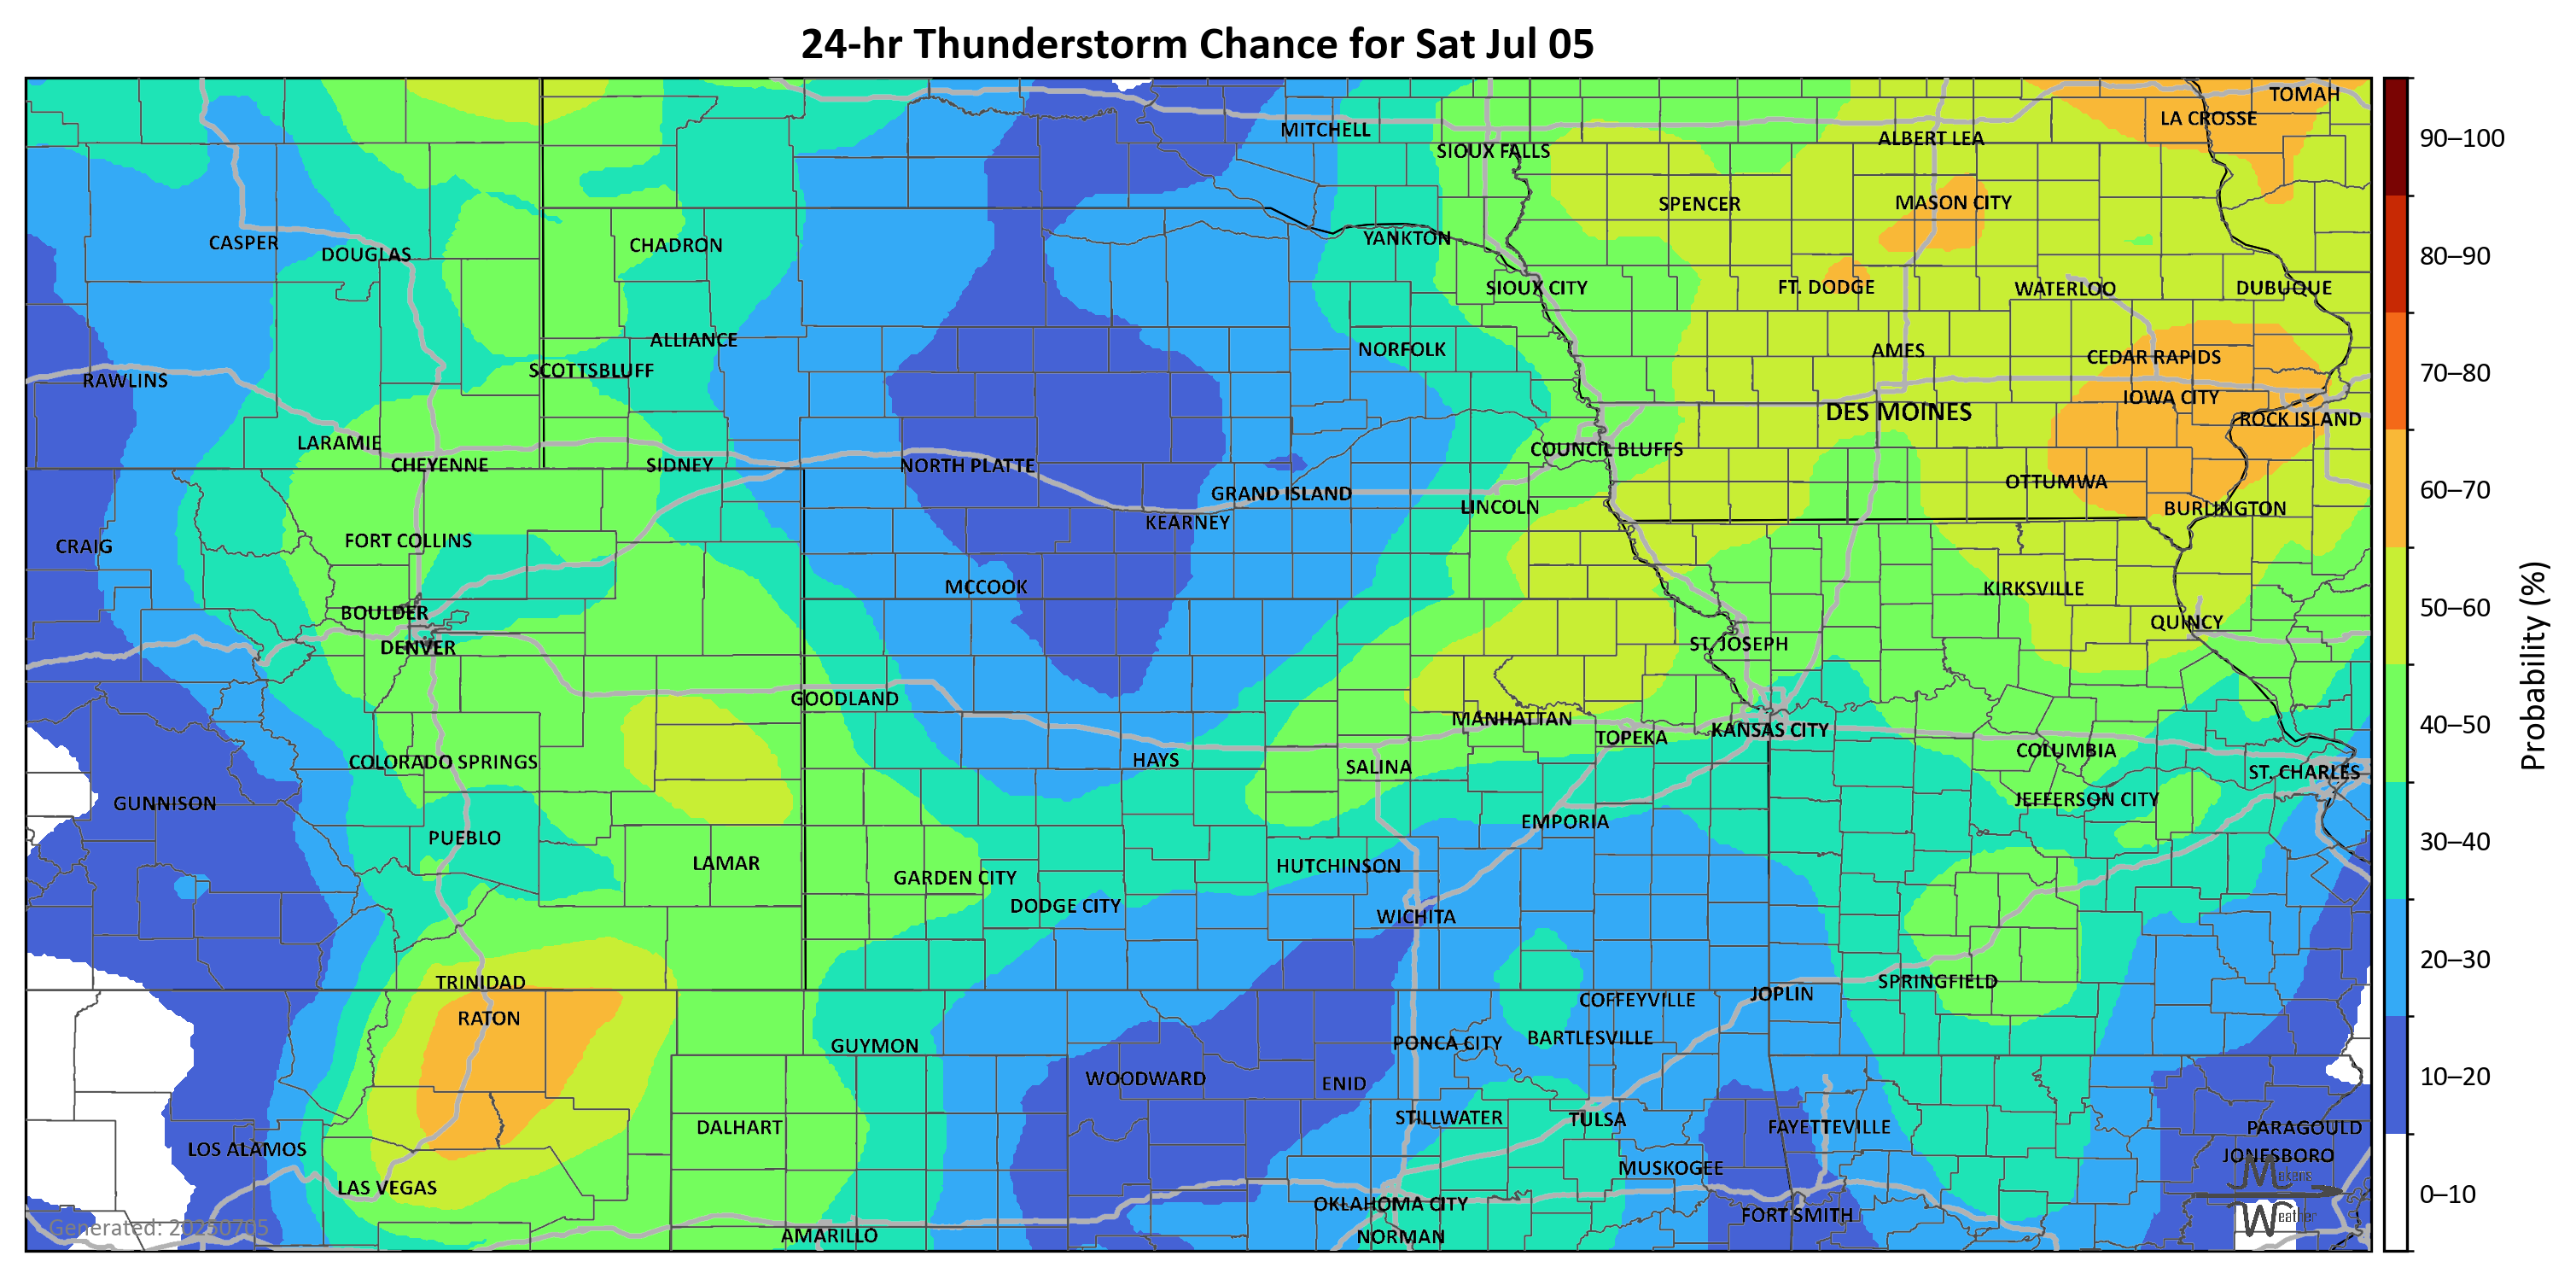 24-hr Thunderstorm Chance for Sat Jul 05
TOMAH
LA CROSSE
MITCHELL
ALBERT LEA
90–100
SIOUX FALLS
SPENCER
MASON CITY
CASPER
DOUGLAS
CHADRON
YANKTON
80–90
SIOUX CITY
FT. DODGE
WATERLOO
DUBUQUE
ALLIANCE
NORFOLK
AMES
CEDAR RAPIDS
RAWLINS
SCOTTSBLUFF
70–80
IOWA CITY
DES MOINES
ROCK ISLAND
LARAMIE
COUNCIL BLUFFS
CHEYENNE
SIDNEY
NORTH PLATTE
OTTUMWA
60–70
GRAND ISLAND
LINCOLN
BURLINGTON
KEARNEY
CRAIG
FORT COLLINS
MCCOOK
KIRKSVILLE
50–60
BOULDER
QUINCY
DENVER
ST. JOSEPH
Probability (%)
GOODLAND
MANHATTAN
40–50
TOPEKA
KANSAS CITY
COLORADO SPRINGS
HAYS
SALINA
COLUMBIA
ST. CHARLES
GUNNISON
JEFFERSON CITY
PUEBLO
EMPORIA
30–40
LAMAR
GARDEN CITY
HUTCHINSON
DODGE CITY
WICHITA
20–30
TRINIDAD
SPRINGFIELD
COFFEYVILLE
JOPLIN
RATON
GUYMON
PONCA CITY
BARTLESVILLE
WOODWARD
ENID
10–20
DALHART
STILLWATER
TULSA
FAYETTEVILLE
PARAGOULD
LOS ALAMOS
JONESBORO
MUSKOGEE
Makens
LAS VEGAS
OKLAHOMA CITY
0–10
FORT SMITH
Weather
Generated: 20250705
AMARILLO
NORMAN